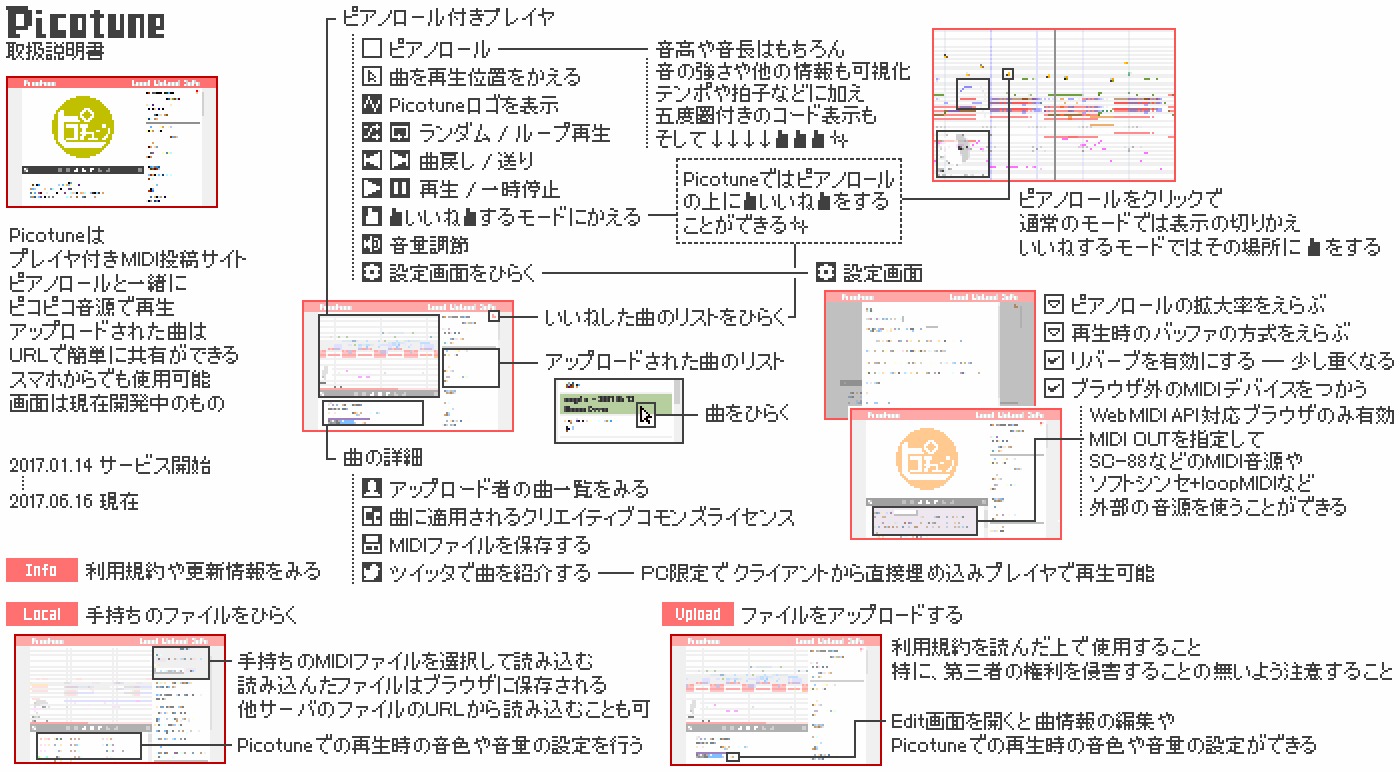 Picotune
取扱説明書
Picotuneは
プレイヤ付きMIDI投稿サイト
ピアノロールと一緒に
ピコピコ音源で再生
アップロードされた曲は
URLで簡単に共有ができる
スマホからでも使用可能
画面は現在開発中のもの
2017.01.14 サービス開始
2017.06.16 現在
ピアノロール付きプレイヤ
ピアノロール
曲を再生位置をかえる
Picotuneロゴを表示
ランダム / ループ再生
曲戻し / 送り
再生 / 一時停止
いいねするモードにかえる
音量調節
設定画面をひらく
音高や音長はもちろん
音の強さや他の情報も可視化
テンポや拍子などに加え
五度圏付きのコード表示も
そして↓↓↓↓
Picotuneではピアノロール
の上にいいねをする
ことができる
ピアノロールをクリックで
通常のモードでは表示の切りかえ
いいねするモードではその場所にをする
いいねした曲のリストをひらく
アップロードされた曲のリスト
曲をひらく
設定画面
ピアノロールの拡大率をえらぶ
再生時のバッファの方式をえらぶ
リバーブを有効にする ― 少し重くなる
ブラウザ外のMIDIデバイスをつかう
Web MIDI API対応ブラウザのみ有効
MIDI OUTを指定して
SC-88などのMIDI音源や
ソフトシンセ+loopMIDIなど
外部の音源を使うことができる
曲の詳細
アップロード者の曲一覧をみる
曲に適用されるクリエイティブコモンズライセンス
MIDIファイルを保存する
ツイッタで曲を紹介する ― PC限定でクライアントから直接埋め込みプレイヤで再生可能
Info 利用規約や更新情報をみる
Local 手持ちのファイルをひらく
手持ちのMIDIファイルを選択して読み込む
読み込んだファイルはブラウザに保存される
他サーバのファイルのURLから読み込むことも可
Picotuneでの再生時の音色や音量の設定を行う
Upload ファイルをアップロードする
利用規約を読んだ上で使用すること
特に、第三者の権利を侵害することの無いよう注意すること
Edit画面を開くと曲情報の編集や
Picotuneでの再生時の音色や音量の設定ができる